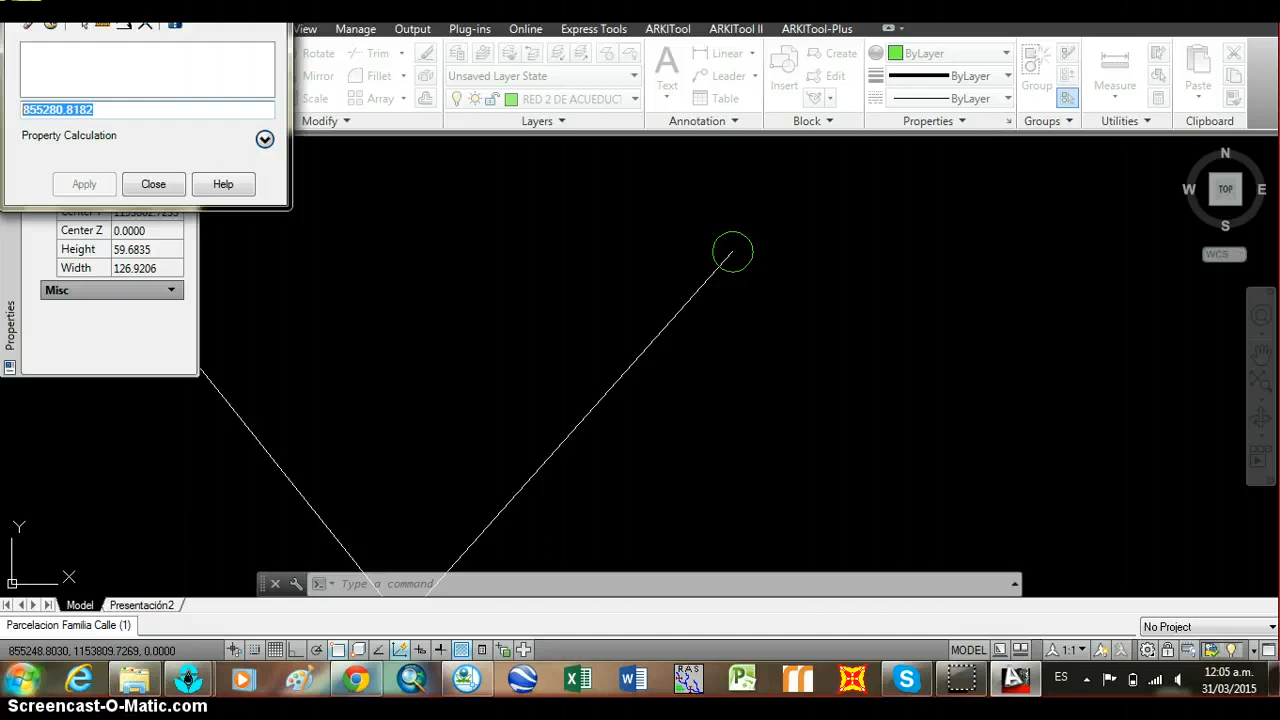 View Manage Output Plug-ins Online Express Tools ARKITool ARKITool II ARKITool-Plus
Rotate Trim
Mirror Fillet
Scale Array
Modify
Unsaved Layer State
RED 2 DE ACUEDUCT
Layers
Text
Linear
Leader
Table
Annotation
Insert
Create
Edit
Block
ByLayer
ByLayer
ByLayer
Properties
Group
Groups
Measure
Utilities
Paste
Clipboard
855280.8182
Property Calculation
Apply Close Help
Center Z 0.0000
Height 59.6835
Width 126.9206
Misc
Properties
N
W TOP E
S
WCS
Y
X
Type a command
Model Presentación2
Parcelacion Familia Calle (1)
No Project
855248.8030, 1153809.7269, 0.0000
MODEL
1:1
RAS
ES
12:05 a.m.
31/03/2015
Screencast-O-Matic.com